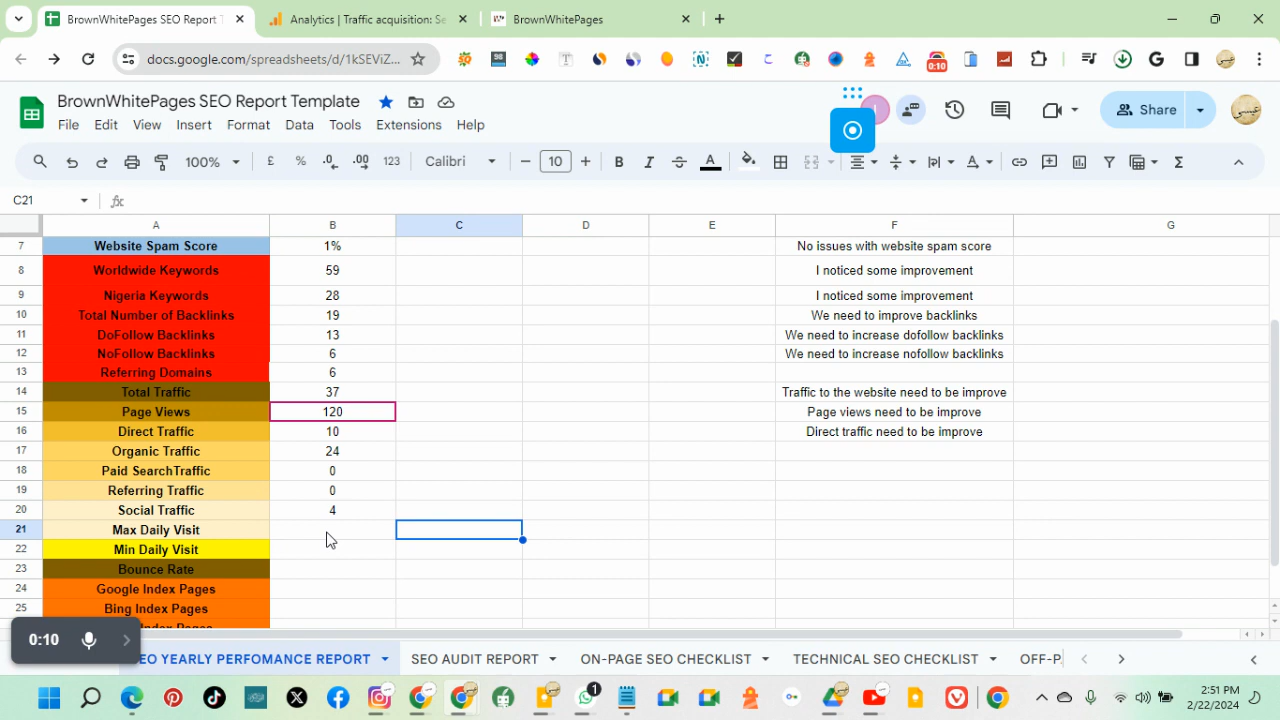 BrownWhitePages SEO Report T
Analytics | Traffic acquisition: Se
BrownWhitePages
docs.google.com/spreadsheets/d/1kSEViZ...
98
0:10
BrownWhitePages SEO Report Template
File Edit View Insert Format Data Tools Extensions Help
Share
100% £ % .0 .00 123 Calibri 10 B I A
C21 fx
A B C D E F G
7 Website Spam Score 1% No issues with website spam score
8 Worldwide Keywords 59 I noticed some improvement
9 Nigeria Keywords 28 I noticed some improvement
10 Total Number of Backlinks 19 We need to improve backlinks
11 DoFollow Backlinks 13 We need to increase dofollow backlinks
12 NoFollow Backlinks 6 We need to increase nofollow backlinks
13 Referring Domains 6
14 Total Traffic 37 Traffic to the website need to be improve
15 Page Views 120 Page views need to be improve
16 Direct Traffic 10 Direct traffic need to be improve
17 Organic Traffic 24
18 Paid SearchTraffic 0
19 Referring Traffic 0
20 Social Traffic 4
21 Max Daily Visit
22 Min Daily Visit
23 Bounce Rate
24 Google Index Pages
25 Bing Index Pages
Index Pages
0:10
EO YEARLY PERFOMANCE REPORT SEO AUDIT REPORT ON-PAGE SEO CHECKLIST TECHNICAL SEO CHECKLIST OFF-P
1
2:51 PM
2/22/2024